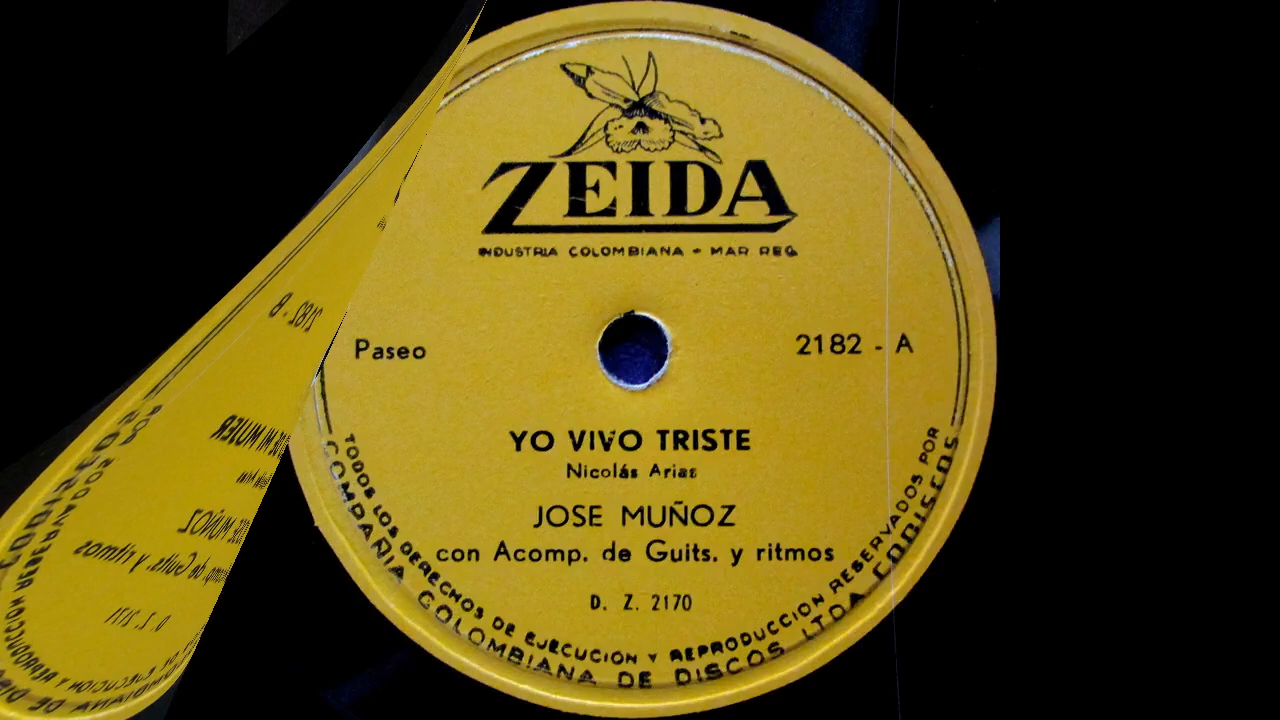 ZEIDA
INDUSTRIA COLOMBIANA - MAR REG
Paseo
2182 - A
YO VIVO TRISTE
Nicolás Arias
JOSE MUÑOZ
con Acomp. de Guits. y ritmos
D. Z. 2170
TODOS LOS DERECHOS DE EJECUCION Y REPRODUCCION RESERVADOS POR
COMPAÑIA COLOMBIANA DE DISCOS LTDA CODISCOS
2182 - B
MUÑOZ
de Guits. y ritmos
D. Z. 2171